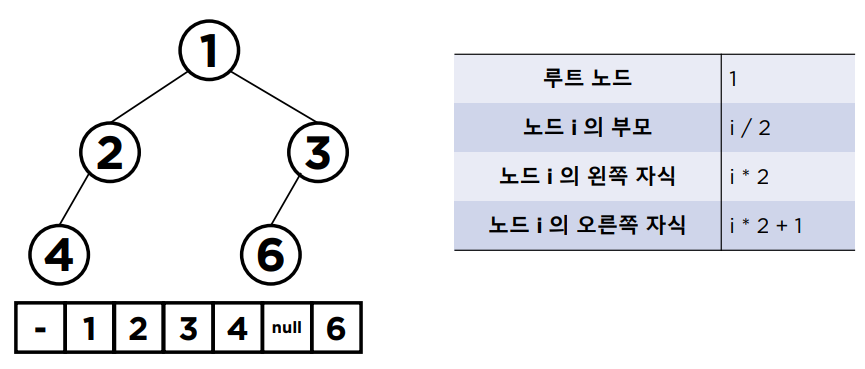 1
2 3
4 6
- 1 2 3 4 null 6
루트 노드 1
노드 i 의 부모 i / 2
노드 i 의 왼쪽 자식 i * 2
노드 i 의 오른쪽 자식 i * 2 + 1